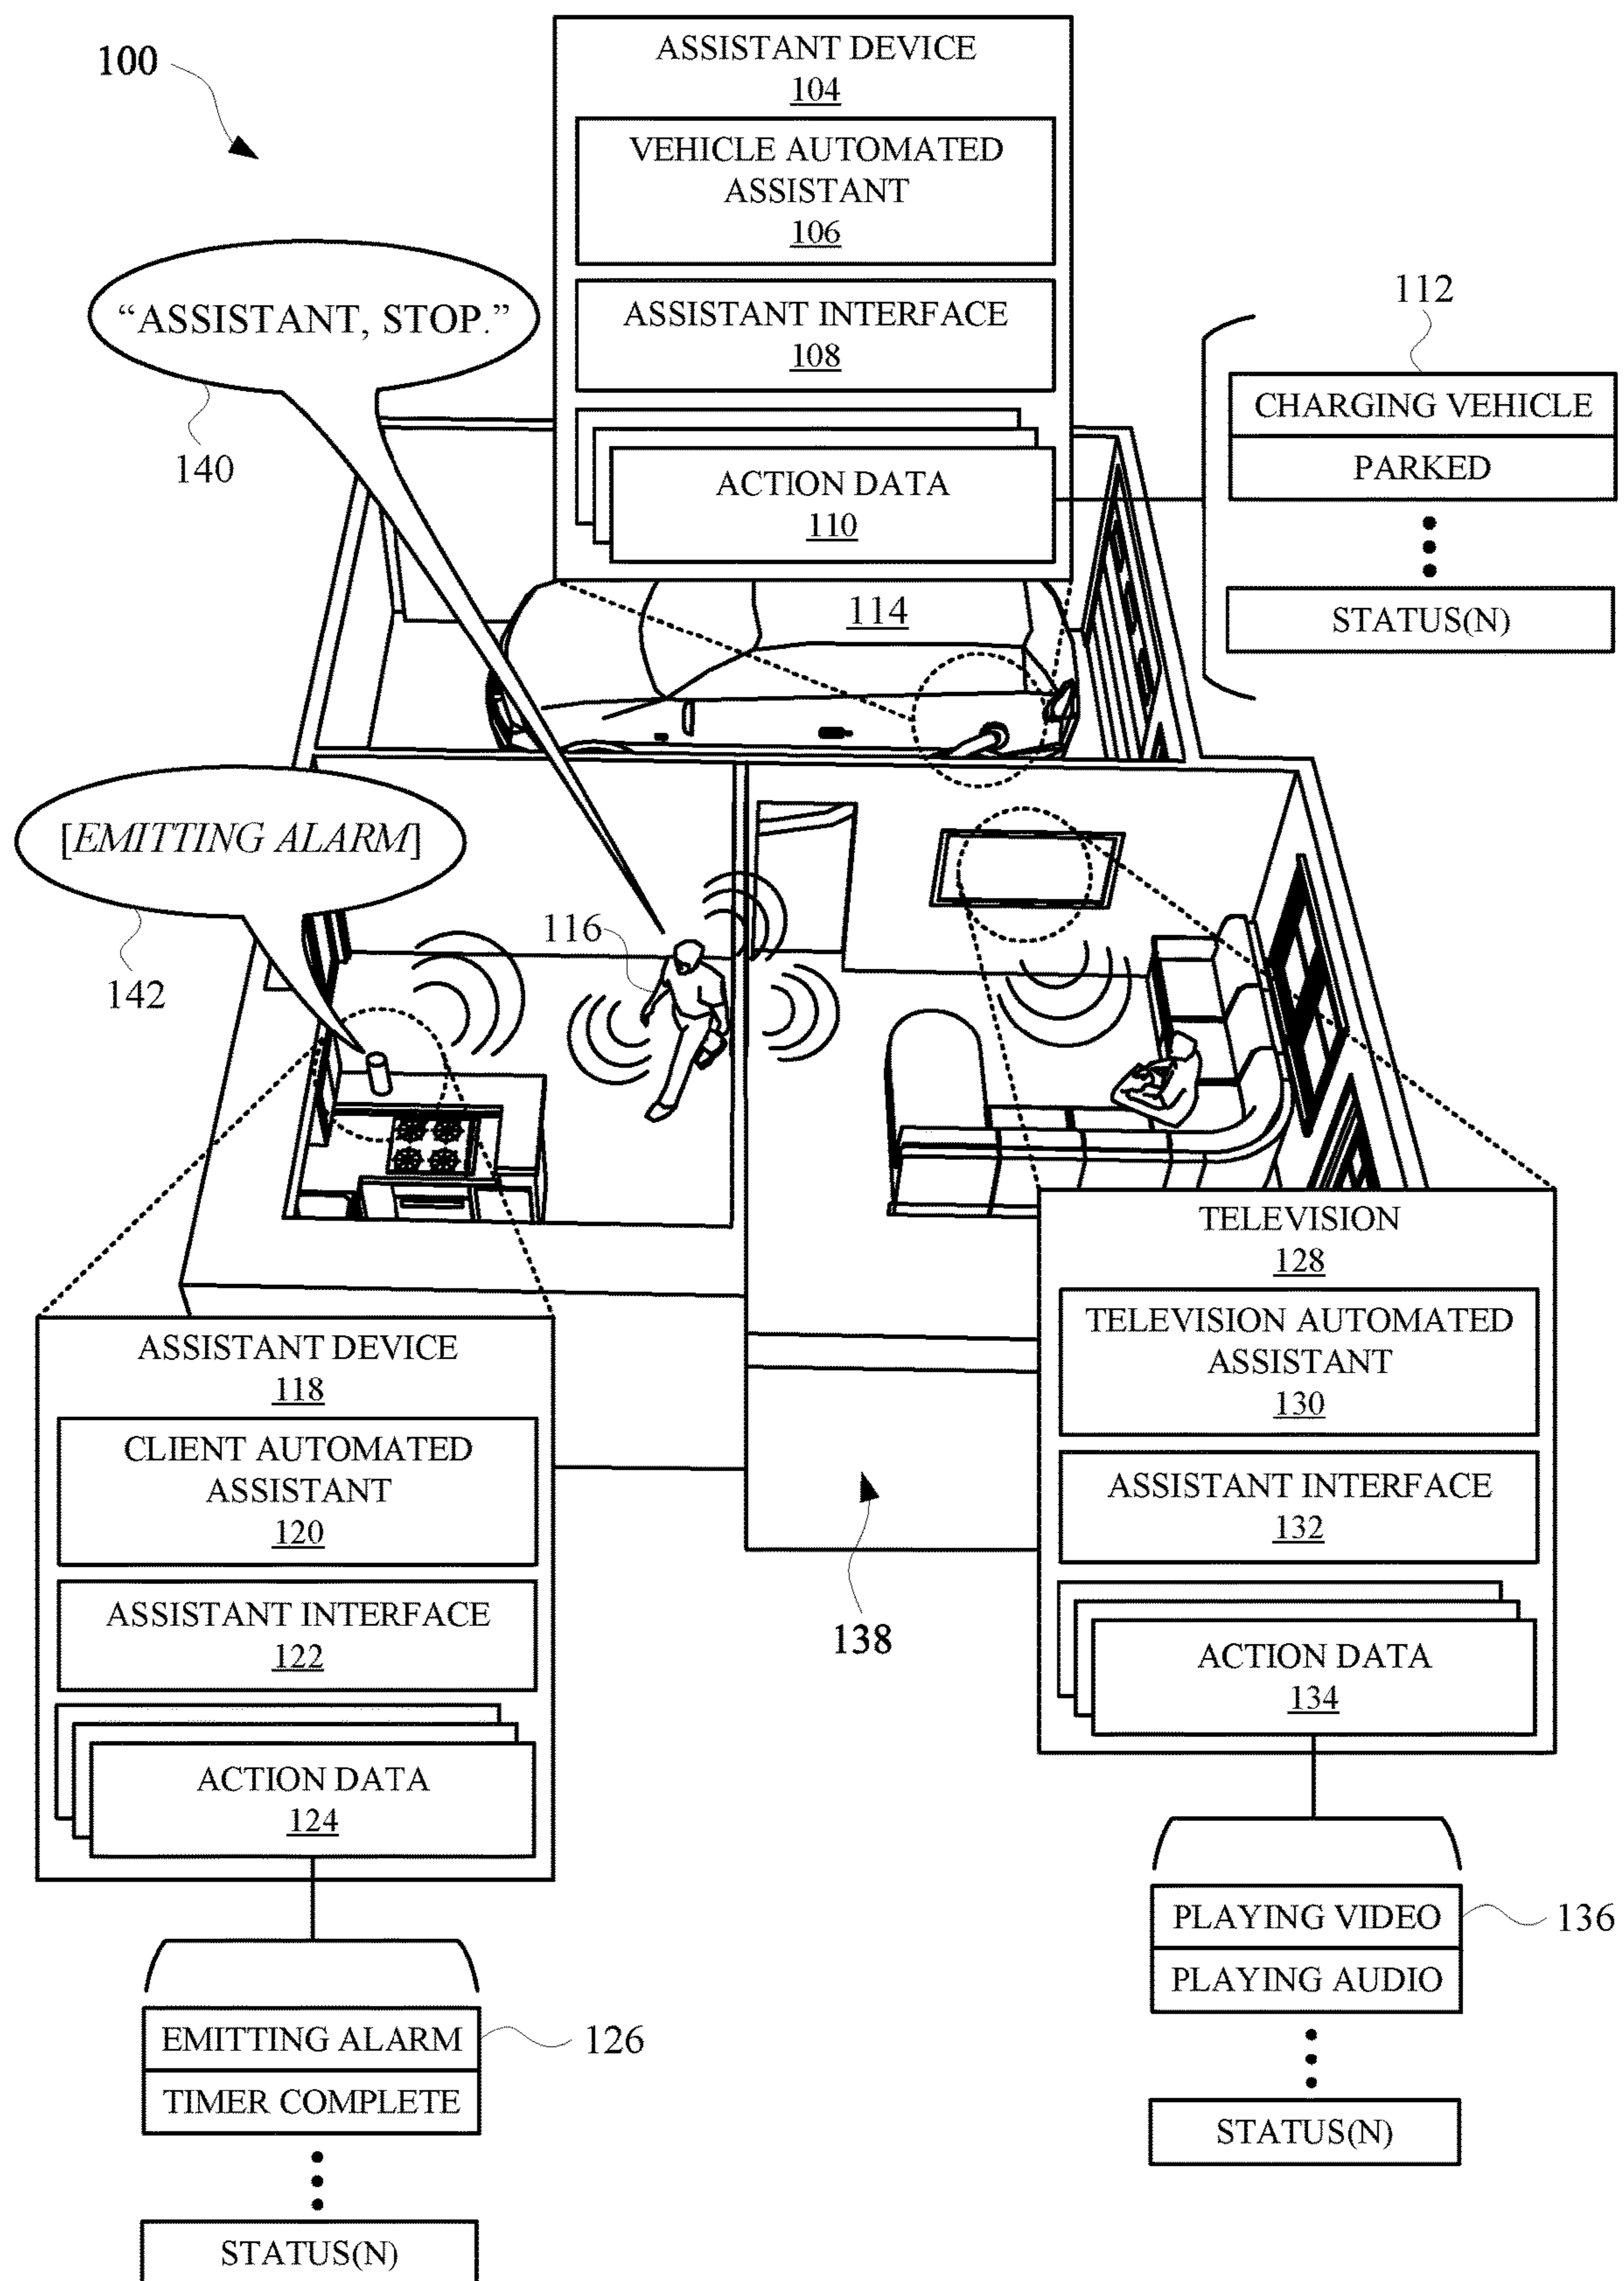 100
ASSISTANT DEVICE
104
VEHICLE AUTOMATED
ASSISTANT
106
ASSISTANT INTERFACE
108
ACTION DATA
110
112
CHARGING VEHICLE
PARKED
STATUS(N)
114
“ASSISTANT, STOP.”
140
[EMITTING ALARM]
142
116
ASSISTANT DEVICE
118
CLIENT AUTOMATED
ASSISTANT
120
ASSISTANT INTERFACE
122
ACTION DATA
124
EMITTING ALARM
126
TIMER COMPLETE
STATUS(N)
138
TELEVISION
128
TELEVISION AUTOMATED
ASSISTANT
130
ASSISTANT INTERFACE
132
ACTION DATA
134
PLAYING VIDEO
136
PLAYING AUDIO
STATUS(N)